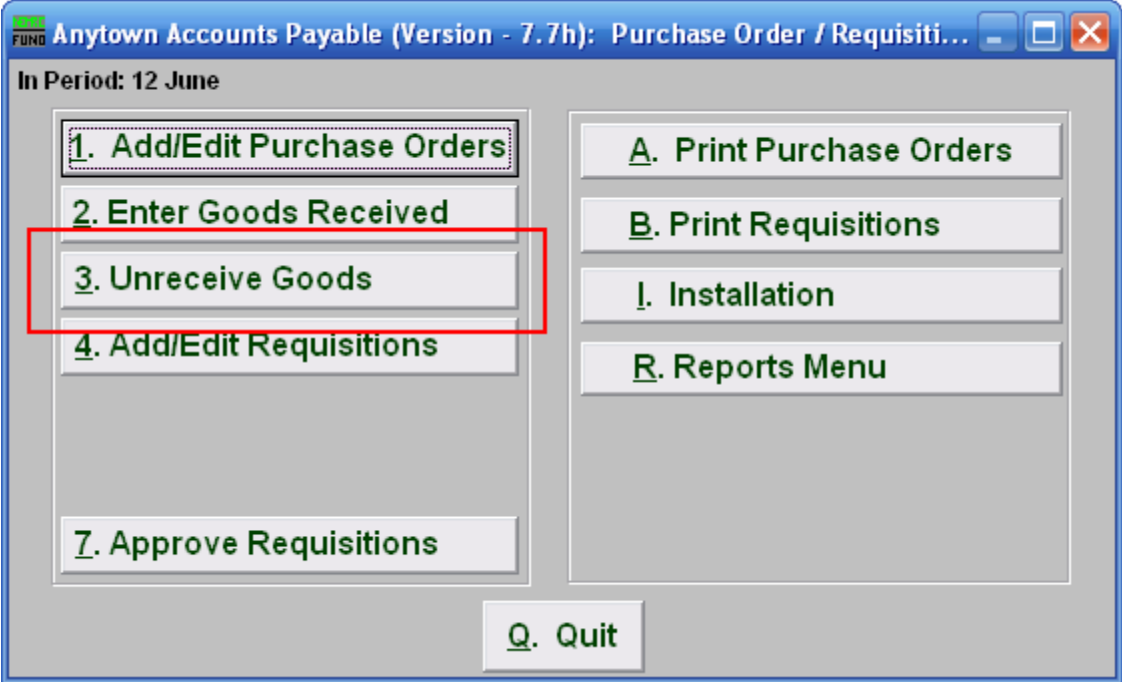 NEMRC
FUND Anytown Accounts Payable (Version - 7.7h): Purchase Order / Requisiti...
In Period: 12 June
1. Add/Edit Purchase Orders
2. Enter Goods Received
3. Unreceive Goods
4. Add/Edit Requisitions
7. Approve Requisitions
A. Print Purchase Orders
B. Print Requisitions
I. Installation
R. Reports Menu
Q. Quit